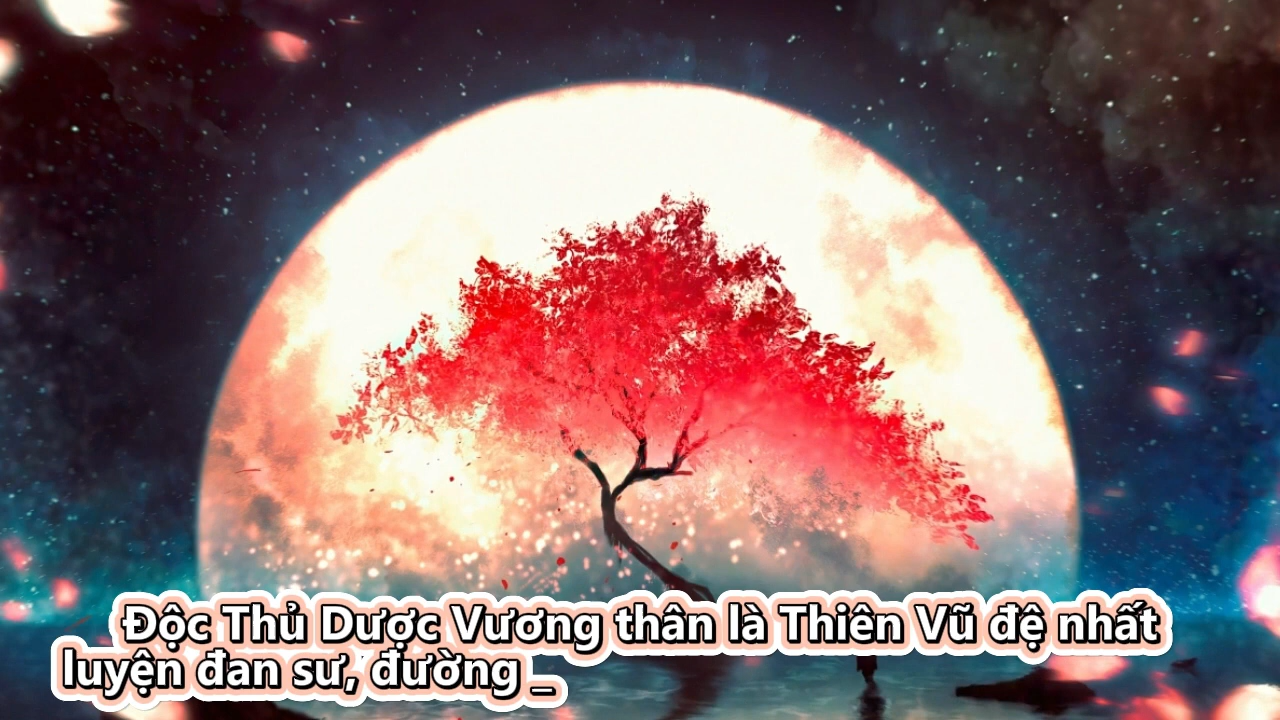 Độc Thủ Dược Vương thân là Thiên Vũ đệ nhất
luyện đan sư, đường _